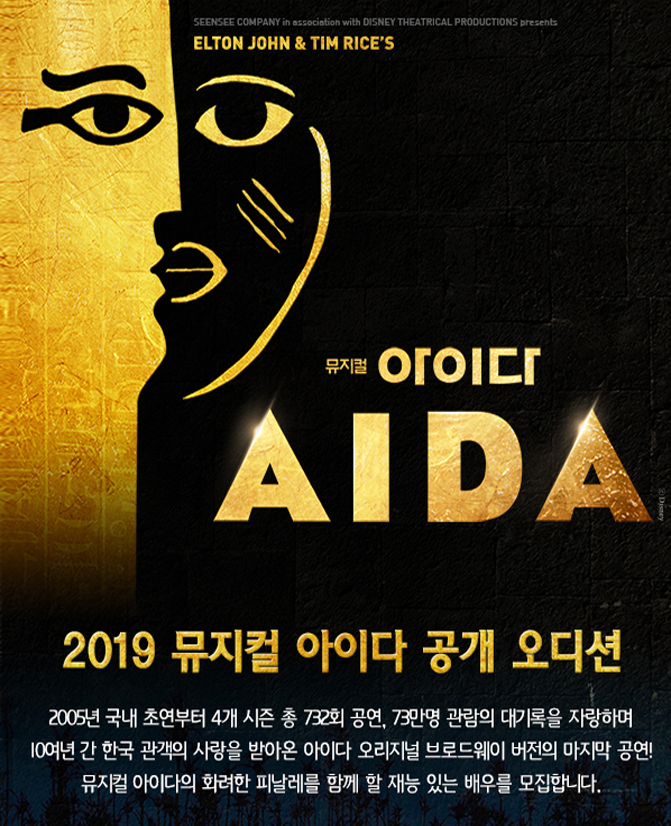 SEENSEE COMPANY in association with DISNEY THEATRICAL PRODUCTIONS presents
ELTON JOHN & TIM RICE'S
뮤지컬 아이다
AIDA
© Disney
2019 뮤지컬 아이다 공개 오디션
2005년 국내 초연부터 4개 시즌 총 732회 공연, 73만명 관람의 대기록을 자랑하며
10여년 간 한국 관객의 사랑을 받아온 아이다 오리지널 브로드웨이 버전의 마지막 공연!
뮤지컬 아이다의 화려한 피날레를 함께 할 재능 있는 배우를 모집합니다.